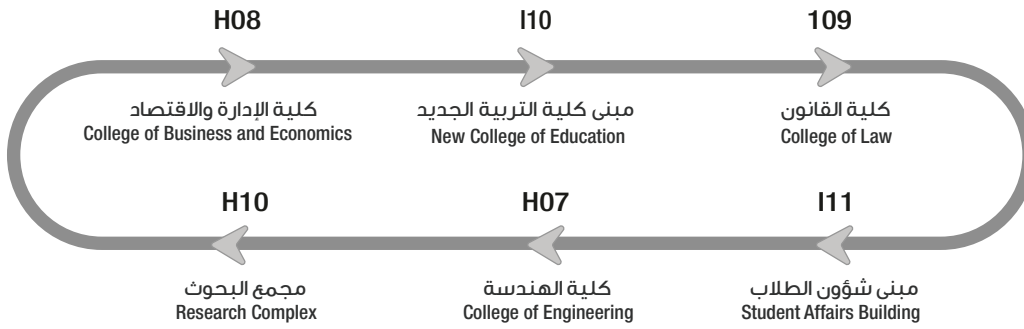 H08
I10
109
كلية الإدارة والاقتصاد
College of Business and Economics
مبنى كلية التربية الجديد
New College of Education
كلية القانون
College of Law
H10
H07
I11
مجمع البحوث
Research Complex
كلية الهندسة
College of Engineering
مبنى شؤون الطلاب
Student Affairs Building